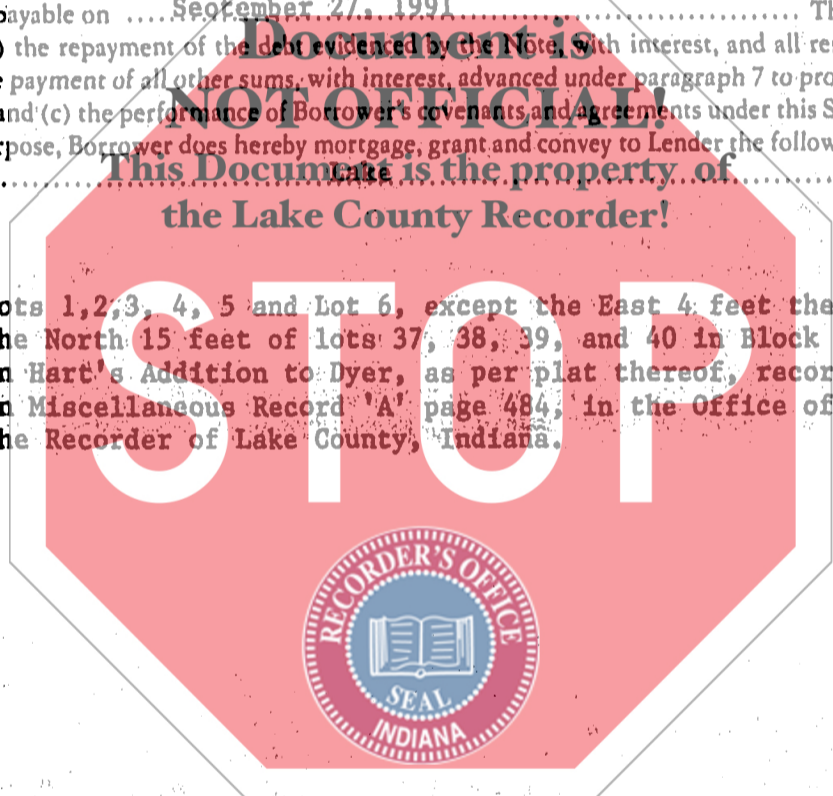 payable on .... September 27, 1991 .... Th
) the repayment of the debt evidenced by the Note, with interest, and all re
Document is
payment of all other sums, with interest, advanced under paragraph 7 to pro
and (c) the performance of Borrower's covenants and agreements under this S
NOT OFFICIAL!
rpose, Borrower does hereby mortgage, grant and convey to Lender the follow
This Document is the property of
Lake
the Lake County Recorder!
ots 1,2,3, 4, 5 and Lot 6, except the East 4 feet the
he North 15 feet of lots 37, 38, 39, and 40 in Block
n Hart's Addition to Dyer, as per plat thereof, recor
n Miscellaneous Record 'A' page 484, in the Office of
he Recorder of Lake County, Indiana.
STOP
RECORDER'S OFFICE
SEAL
INDIANA